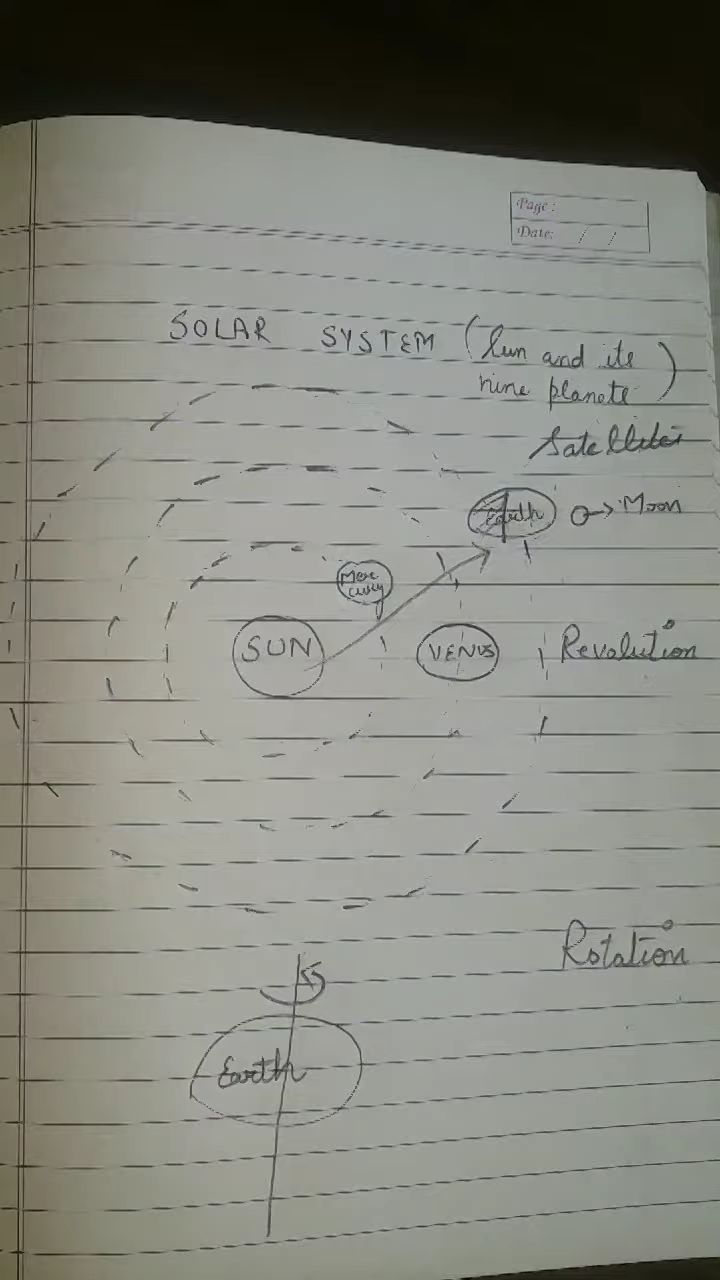 Page :
Date: / /
SOLAR SYSTEM (Sun and its
nine planets)
Satellites
Earth → Moon
Mercury
SUN VENUS Revolution
Rotation
Earth